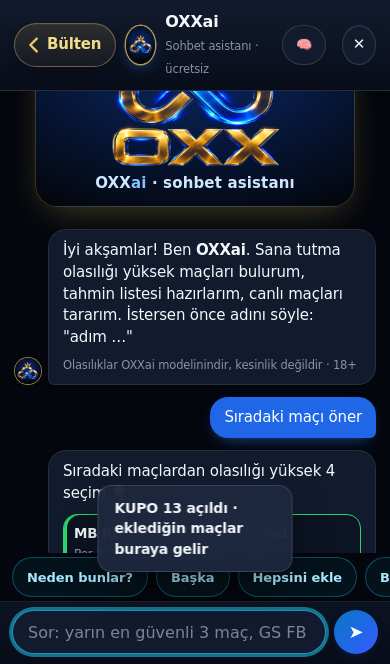 Bülten
OXXai
Sohbet asistanı ·
ücretsiz
OXX
OXXai · sohbet asistanı
İyi akşamlar! Ben OXXai. Sana tutma
olasılığı yüksek maçları bulurum,
tahmin listesi hazırlarım, canlı maçları
tararım. İstersen önce adını söyle:
"adım ..."
Olasılıklar OXXai modelinindir, kesinlik değildir · 18+
Sıradaki maçı öner
Sıradaki maçlardan olasılığı yüksek 4
KUPO 13 açıldı ·
eklediğin maçlar
buraya gelir
Neden bunlar?
Başka
Hepsini ekle
Sor: yarın en güvenli 3 maç, GS FB